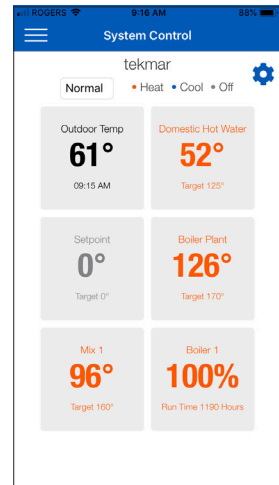 ROGERS 9:16 AM 88%
System Control
tekmar
Normal • Heat • Cool • Off
Outdoor Temp
61°
09:15 AM
Domestic Hot Water
52°
Target 125°
Setpoint
0°
Target 0°
Boiler Plant
126°
Target 170°
Mix 1
96°
Target 160°
Boiler 1
100%
Run Time 1190 Hours